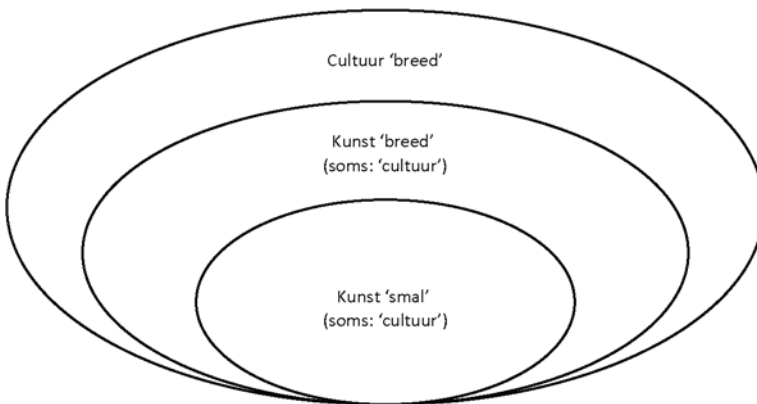 Cultuur ‘breed’
Kunst ‘breed’
(soms: ‘cultuur’)
Kunst ‘smal’
(soms: ‘cultuur’)